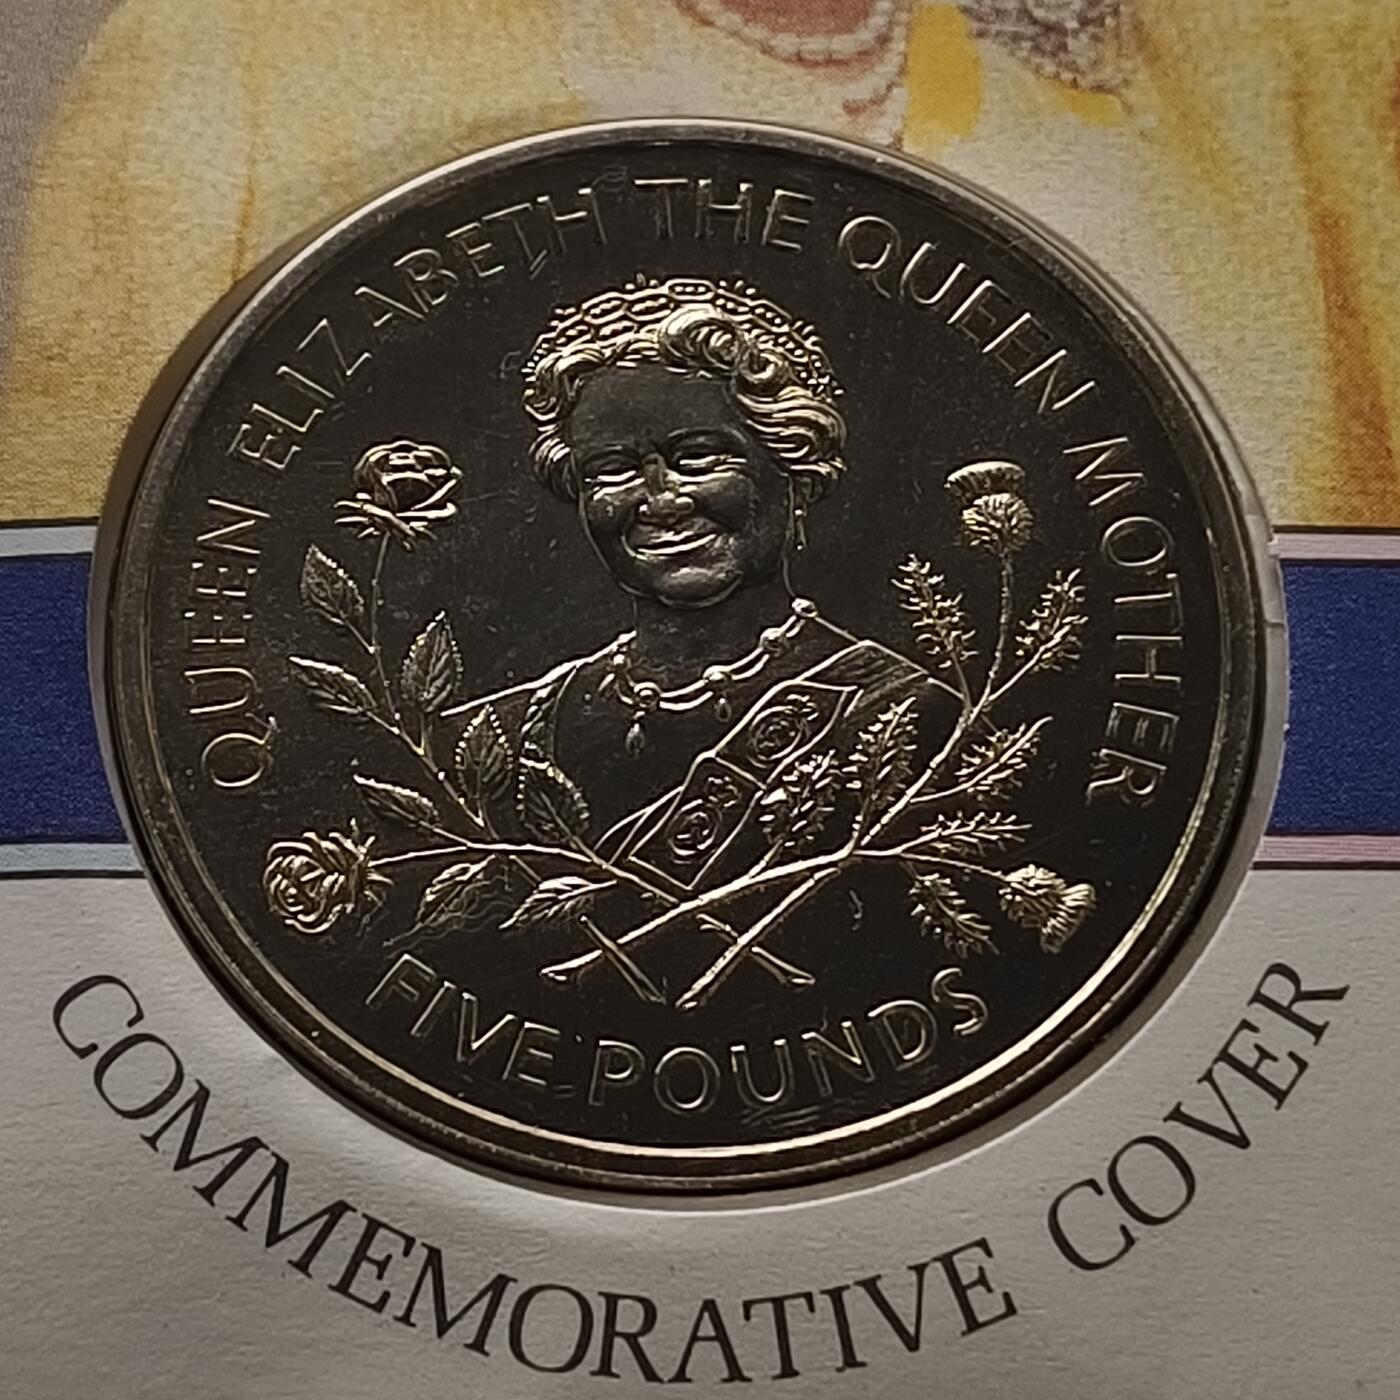 QUEEN ELIZABETH THE QUEEN MOTHER
FIVE POUNDS
COMMEMORATIVE COVER